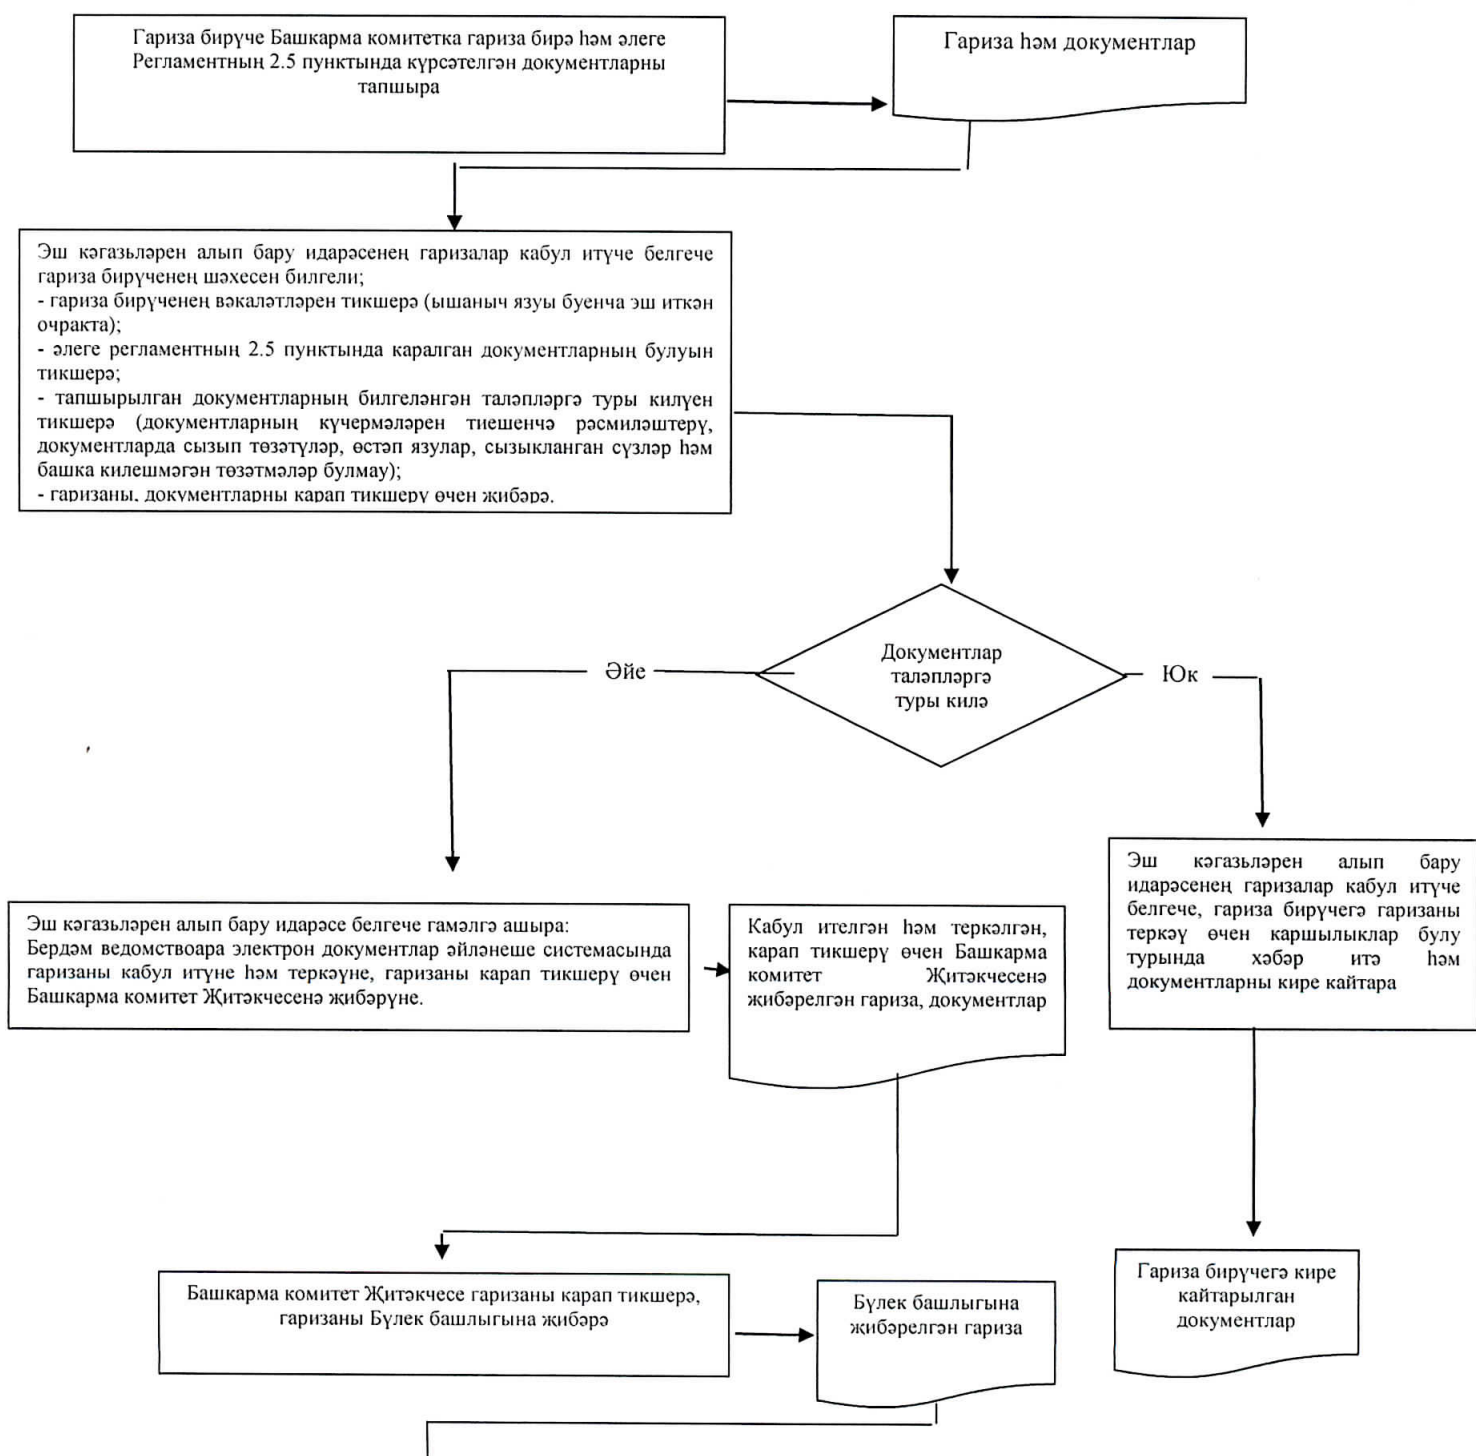 Гариза бирүче Башкарма комитетка гариза бирә һәм әлеге
Регламентның 2.5 пунктында күрсәтелгән документларны
тапшыра
Гариза һәм документлар
Эш кәгазьләрен алып бару идарәсенең гаризалар кабул итүче белгече
гариза бирүченең шәхесен билгели;
- гариза бирүченең вәкаләтләрен тикшерә (ышаныч язуы буенча эш иткән
очракта);
- әлеге регламентның 2.5 пунктында каралган документларның булуын
тикшерә;
- тапшырылган документларның билгеләнгән таләпләргә туры килүен
тикшерә (документларның күчермәләрен тиешенчә рәсмиләштерү,
документларда сызып төзәтүләр, өстәп язулар, сызыкланган сүзләр һәм
башка килешмәгән төзәтмәләр булмау);
- гаризаны, документларны карап тикшерү өчен җибәрә.
Документлар
таләпләргә
туры килә
Әйе
Юк
Эш кәгазьләрен алып бару идарәсе белгече гамәлгә ашыра:
Бердәм ведомствоара электрон документлар әйләнеше системасында
гаризаны кабул итүне һәм теркәүне, гаризаны карап тикшерү өчен
Башкарма комитет Җитәкчесенә җибәрүне.
Кабул ителгән һәм теркәлгән,
карап тикшерү өчен Башкарма
комитет Җитәкчесенә
җибәрелгән гариза, документлар
Эш кәгазьләрен алып бару
идарәсенең гаризалар кабул итүче
белгече, гариза бирүчегә гаризаны
теркәү өчен каршылыклар булу
турында хәбәр итә һәм
документларны кире кайтара
Башкарма комитет Җитәкчесе гаризаны карап тикшерә,
гаризаны Бүлек башлыгына җибәрә
Бүлек башлыгына
җибәрелгән гариза
Гариза бирүчегә кире
кайтарылган
документлар